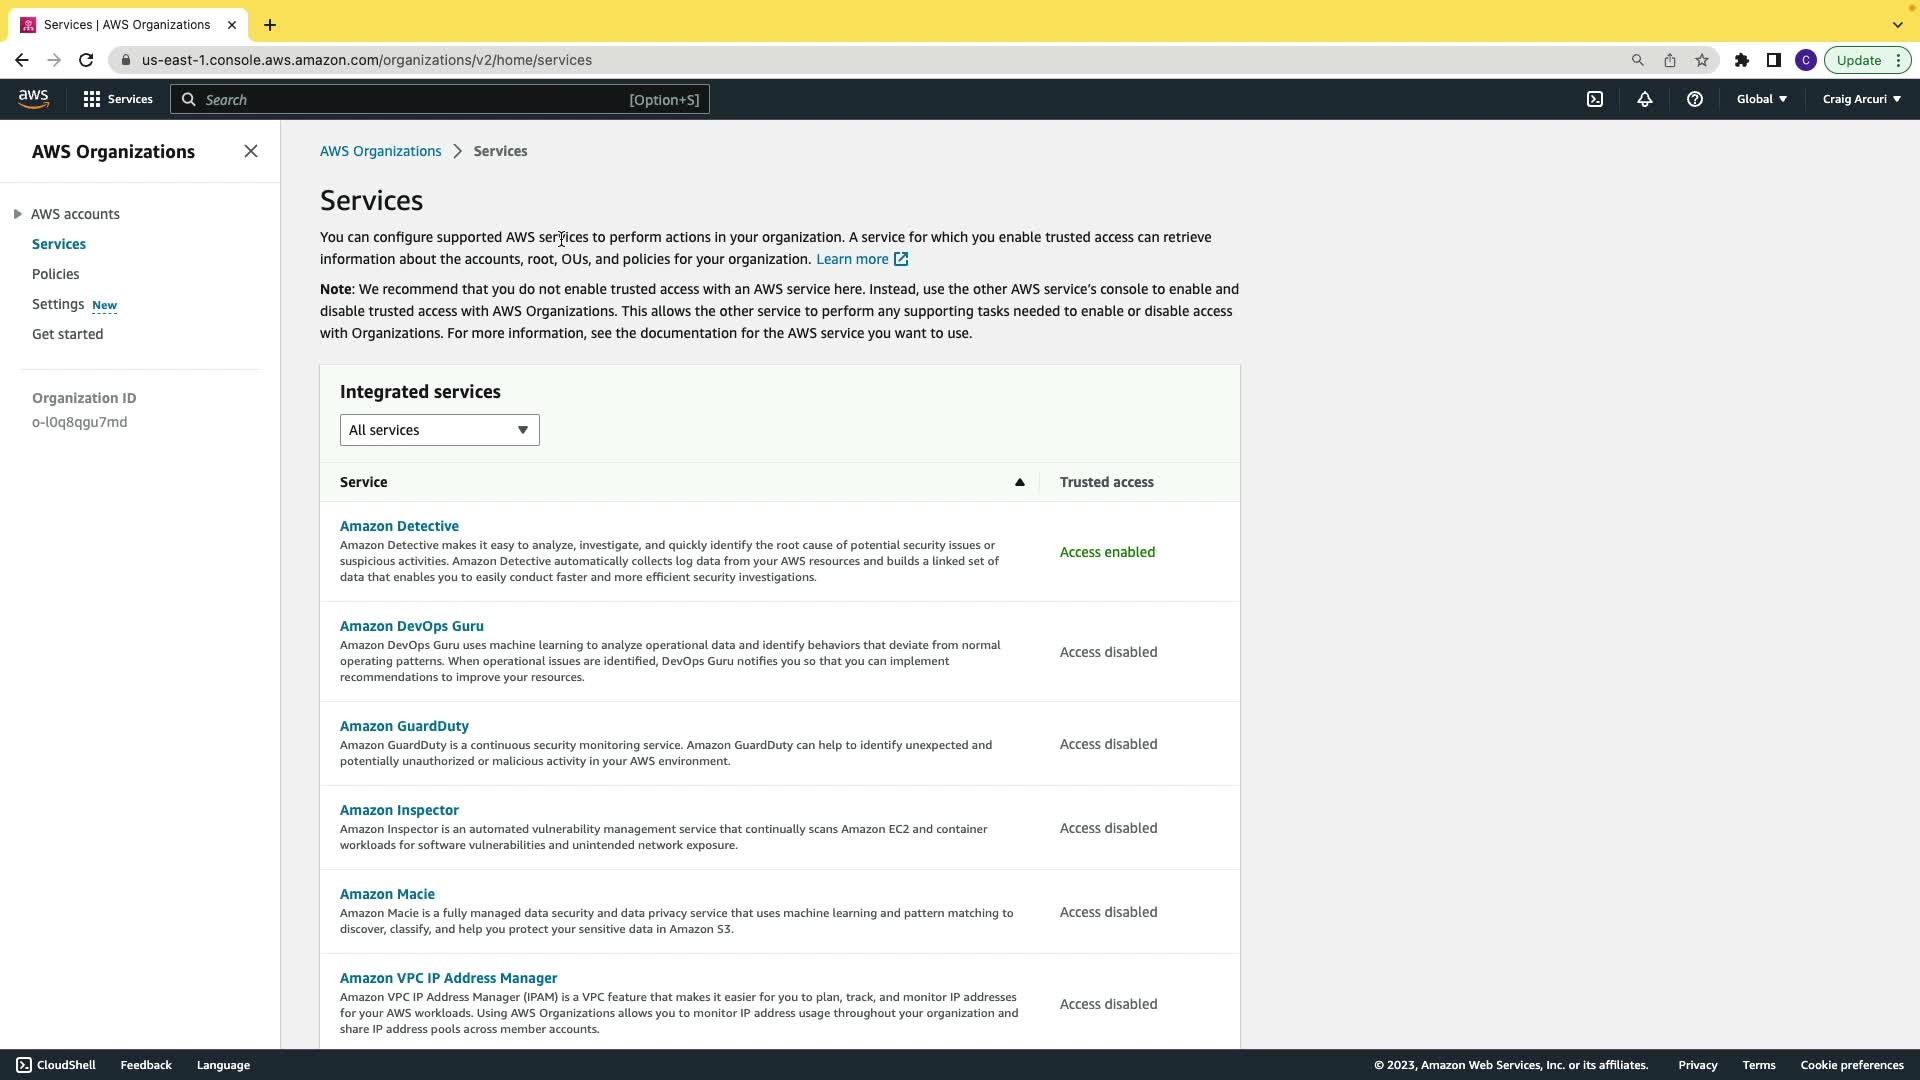 Services | AWS Organizations
us-east-1.console.aws.amazon.com/organizations/v2/home/services
C
Update
aws
Services
Search
[Option+S]
Global
Craig Arcuri
AWS Organizations
AWS accounts
Services
Policies
Settings New
Get started
Organization ID
o-l0q8qgu7md
AWS Organizations > Services
Services
You can configure supported AWS services to perform actions in your organization. A service for which you enable trusted access can retrieve
information about the accounts, root, OUs, and policies for your organization. Learn more
Note: We recommend that you do not enable trusted access with an AWS service here. Instead, use the other AWS service's console to enable and
disable trusted access with AWS Organizations. This allows the other service to perform any supporting tasks needed to enable or disable access
with Organizations. For more information, see the documentation for the AWS service you want to use.
Integrated services
All services
Service
Trusted access
Amazon Detective
Amazon Detective makes it easy to analyze, investigate, and quickly identify the root cause of potential security issues or
suspicious activities. Amazon Detective automatically collects log data from your AWS resources and builds a linked set of
data that enables you to easily conduct faster and more efficient security investigations.
Access enabled
Amazon DevOps Guru
Amazon DevOps Guru uses machine learning to analyze operational data and identify behaviors that deviate from normal
operating patterns. When operational issues are identified, DevOps Guru notifies you so that you can implement
recommendations to improve your resources.
Access disabled
Amazon GuardDuty
Amazon GuardDuty is a continuous security monitoring service. Amazon GuardDuty can help to identify unexpected and
potentially unauthorized or malicious activity in your AWS environment.
Access disabled
Amazon Inspector
Amazon Inspector is an automated vulnerability management service that continually scans Amazon EC2 and container
workloads for software vulnerabilities and unintended network exposure.
Access disabled
Amazon Macie
Amazon Macie is a fully managed data security and data privacy service that uses machine learning and pattern matching to
discover, classify, and help you protect your sensitive data in Amazon S3.
Access disabled
Amazon VPC IP Address Manager
Amazon VPC IP Address Manager (IPAM) is a VPC feature that makes it easier for you to plan, track, and monitor IP addresses
for your AWS workloads. Using AWS Organizations allows you to monitor IP address usage throughout your organization and
share IP address pools across member accounts.
Access disabled
CloudShell
Feedback
Language
© 2023, Amazon Web Services, Inc. or its affiliates.
Privacy
Terms
Cookie preferences